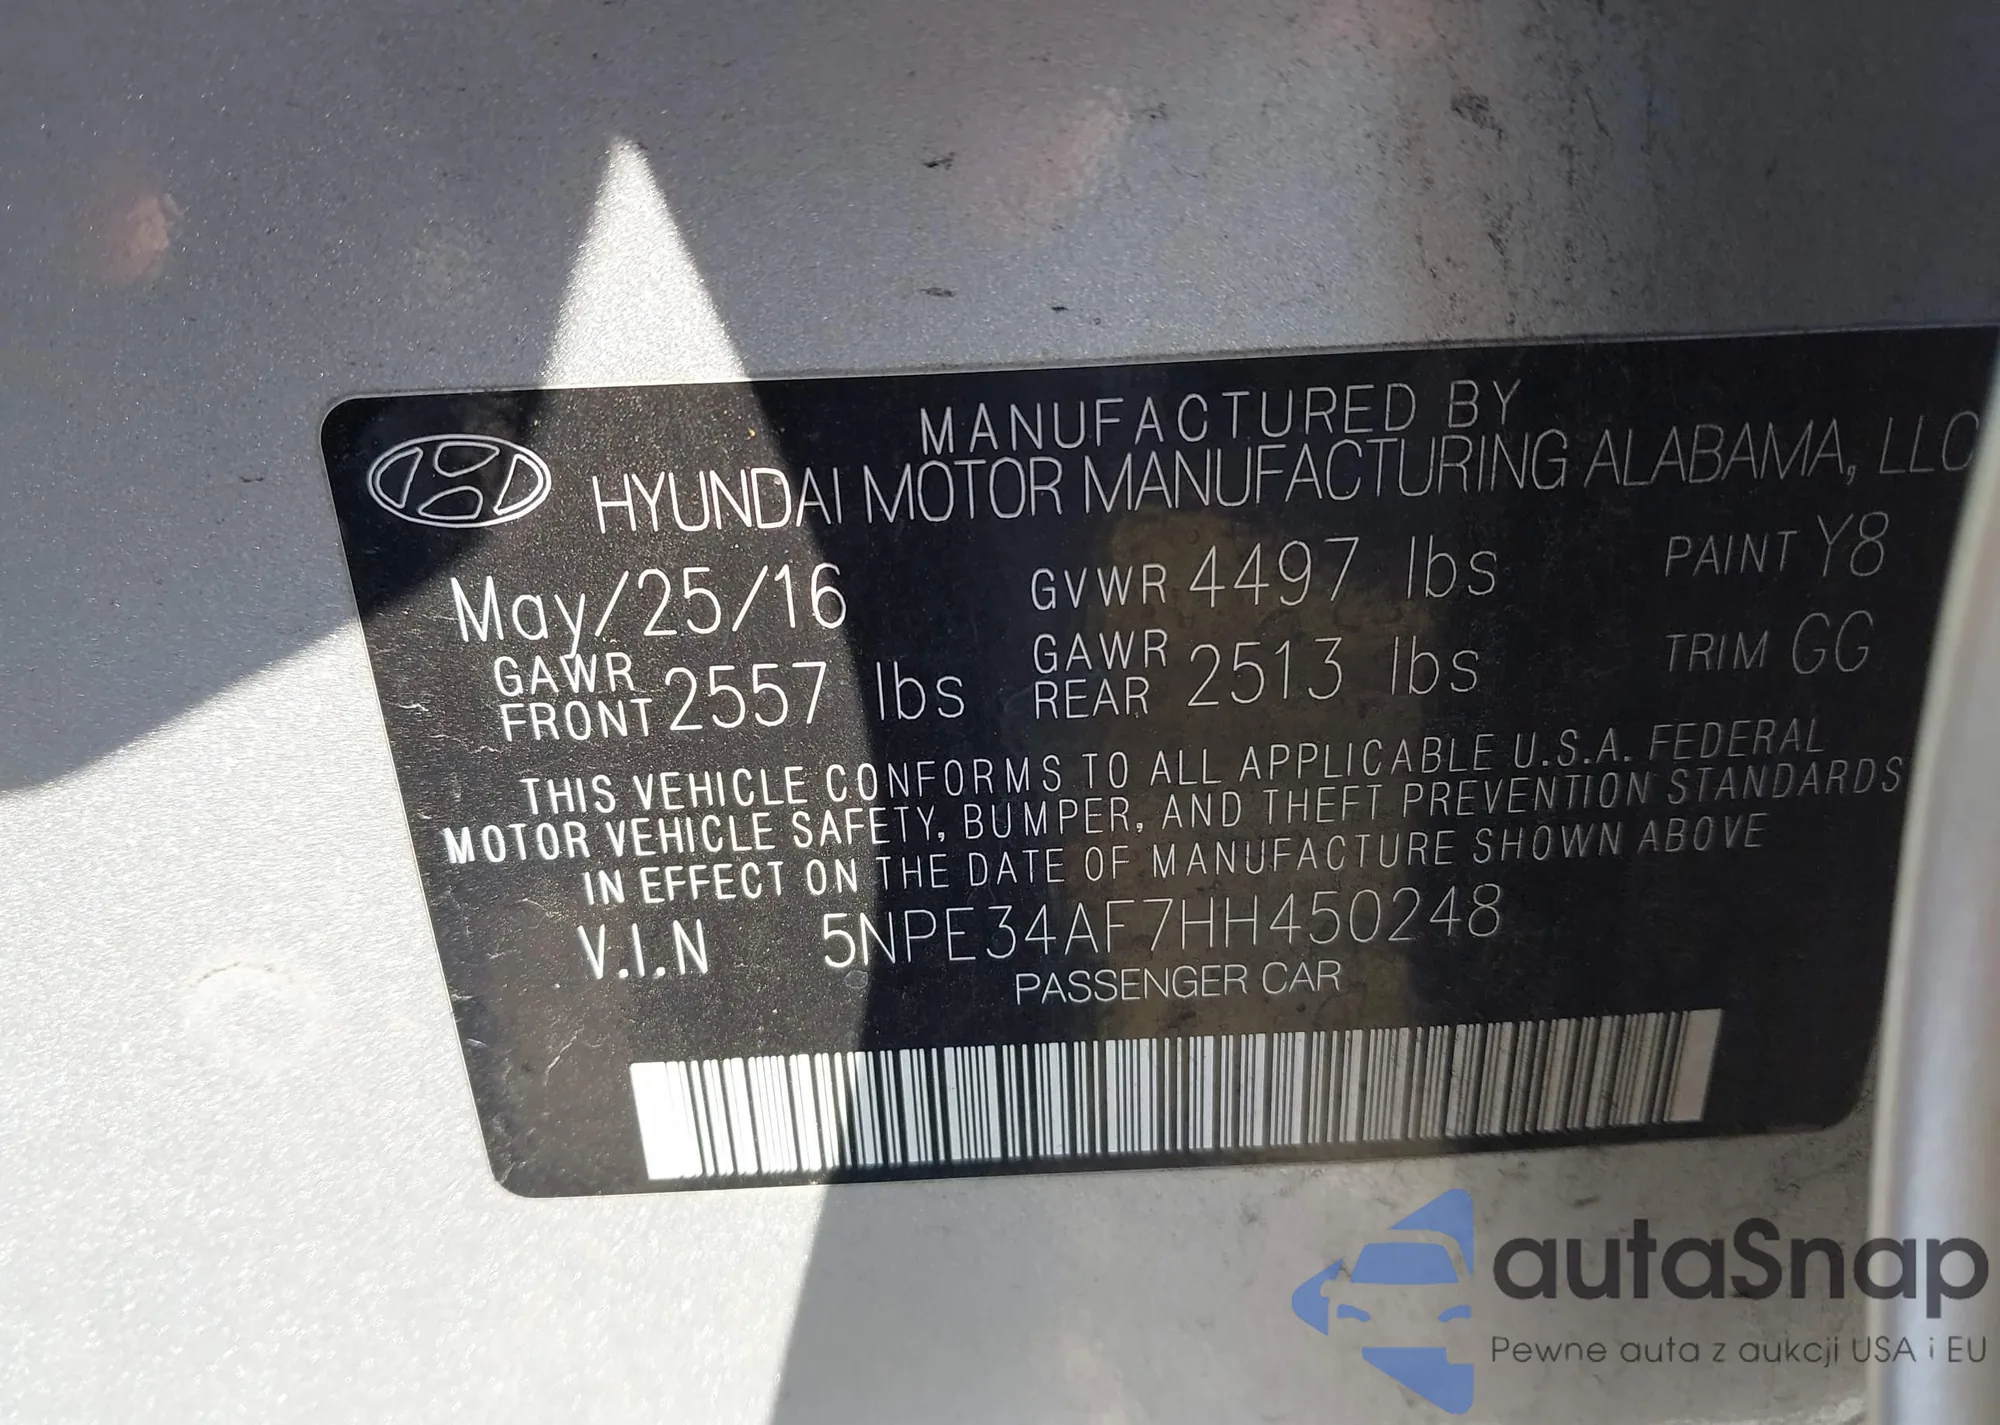 MANUFACTURED BY
HYUNDAI MOTOR MANUFACTURING ALABAMA, LLC
May/25/16 GVWR 4497 lbs PAINT Y8
GAWR FRONT 2557 lbs GAWR REAR 2513 lbs TRIM GG
THIS VEHICLE CONFORMS TO ALL APPLICABLE U.S.A. FEDERAL
MOTOR VEHICLE SAFETY, BUMPER, AND THEFT PREVENTION STANDARDS
IN EFFECT ON THE DATE OF MANUFACTURE SHOWN ABOVE
V.I.N 5NPE34AF7HH450248
PASSENGER CAR
autaSnap
Pewne auta z aukcji USA i EU